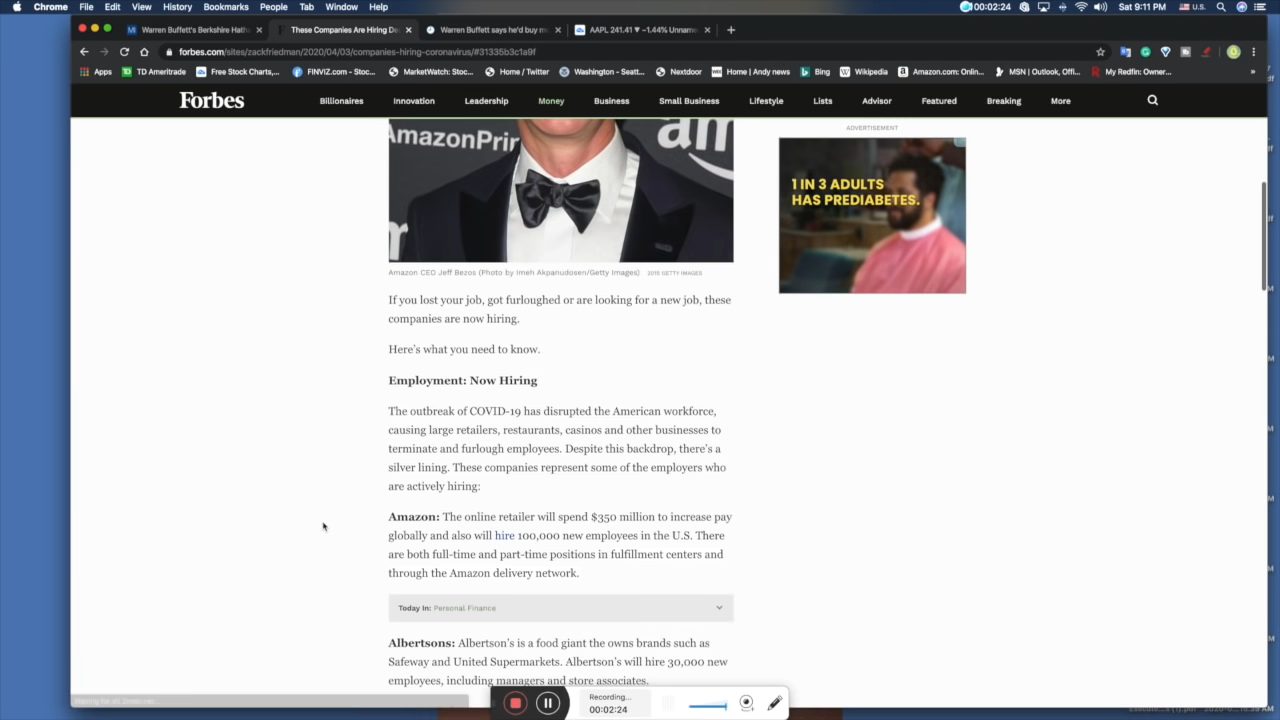 Chrome File Edit View History Bookmarks People Tab Window Help
00:02:24 Sat 9:11 PM U.S.
Warren Buffett's Berkshire Hath
These Companies Are Hiring De
Warren Buffett says he'd buy m
AAPL 241.41 ▼ −1.44% Unname
forbes.com/sites/zackfriedman/2020/04/03/companies-hiring-coronavirus/#31335b3c1a9f
Apps TD Ameritrade Free Stock Charts,... FINVIZ.com - Stoc... MarketWatch: Stoc... Home / Twitter Washington - Seatt... Nextdoor Home | Andy news Bing Wikipedia Amazon.com: Onlin... MSN | Outlook, Offi... My Redfin: Owner... »
Forbes Billionaires Innovation Leadership Money Business Small Business Lifestyle Lists Advisor Featured Breaking More
ADVERTISEMENT
AmazonPri
am
1 IN 3 ADULTS
HAS PREDIABETES.
Amazon CEO Jeff Bezos (Photo by Imeh Akpanudosen/Getty Images) 2015 GETTY IMAGES
If you lost your job, got furloughed or are looking for a new job, these
companies are now hiring.
Here's what you need to know.
Employment: Now Hiring
The outbreak of COVID-19 has disrupted the American workforce,
causing large retailers, restaurants, casinos and other businesses to
terminate and furlough employees. Despite this backdrop, there's a
silver lining. These companies represent some of the employers who
are actively hiring:
Amazon: The online retailer will spend $350 million to increase pay
globally and also will hire 100,000 new employees in the U.S. There
are both full-time and part-time positions in fulfillment centers and
through the Amazon delivery network.
Today In: Personal Finance
Albertsons: Albertson's is a food giant the owns brands such as
Safeway and United Supermarkets. Albertson's will hire 30,000 new
employees, including managers and store associates.
Recording...
00:02:24